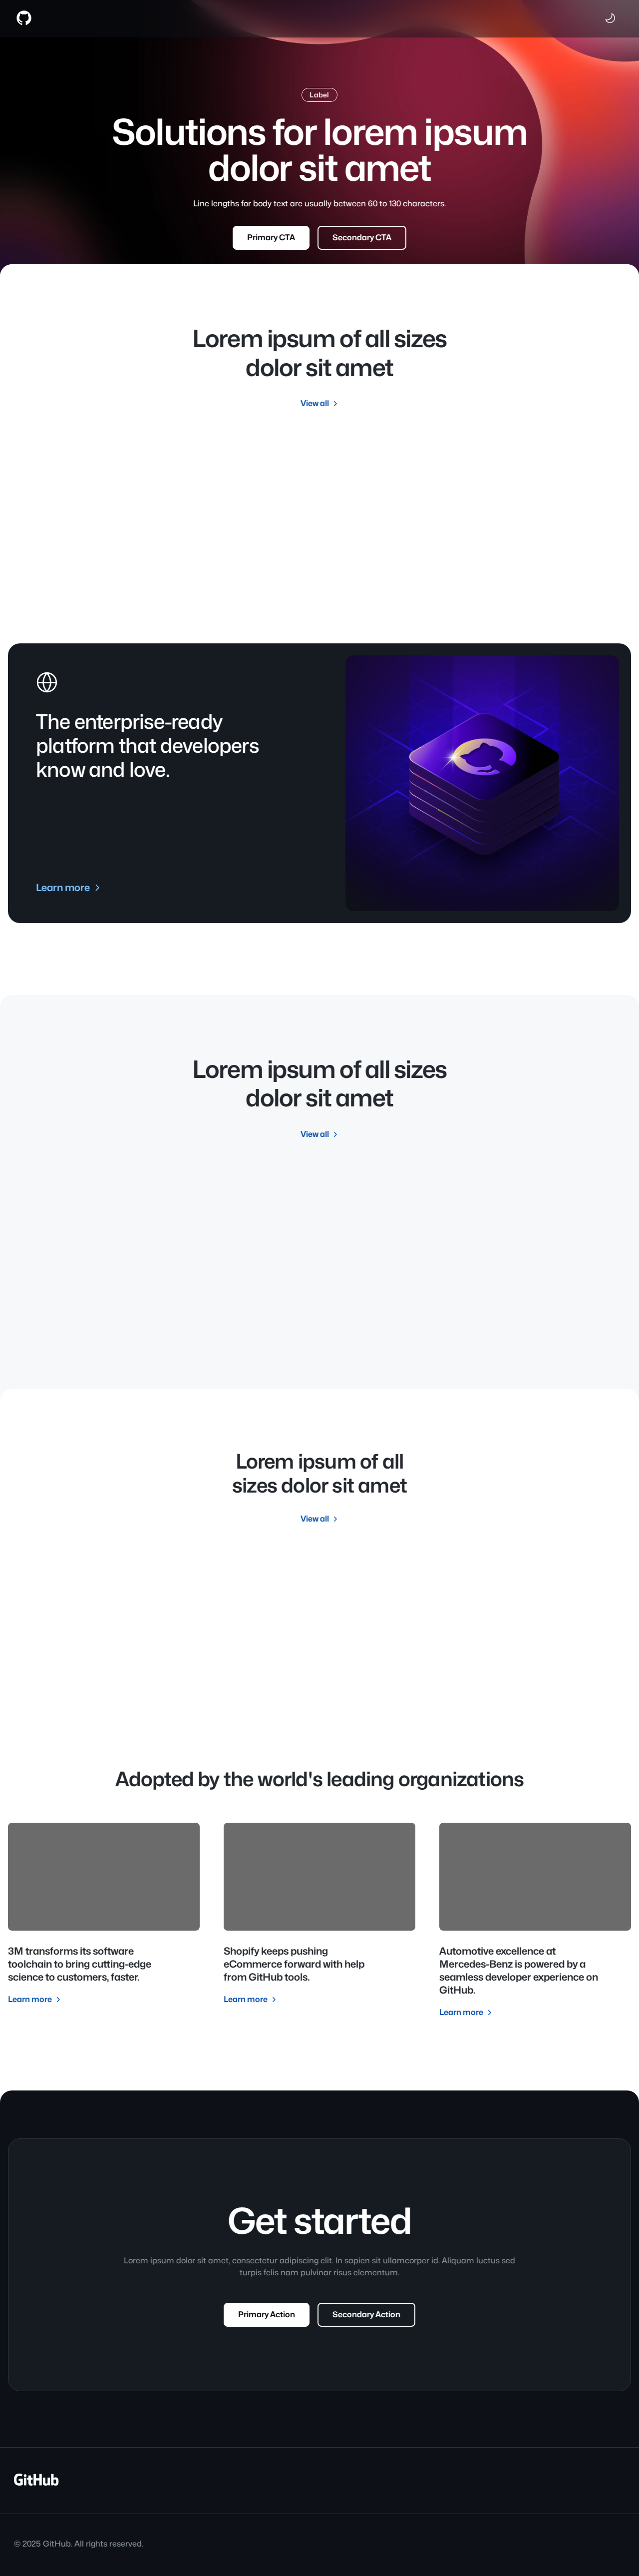 Label
Solutions for lorem ipsum
dolor sit amet
Line lengths for body text are usually between 60 to 130 characters.
Primary CTA
Secondary CTA
Lorem ipsum of all sizes
dolor sit amet
View all
The enterprise-ready
platform that developers
know and love.
Learn more
Lorem ipsum of all sizes
dolor sit amet
View all
Lorem ipsum of all
sizes dolor sit amet
View all
Adopted by the world's leading organizations
3M transforms its software
toolchain to bring cutting-edge
science to customers, faster.
Learn more
Shopify keeps pushing
eCommerce forward with help
from GitHub tools.
Learn more
Automotive excellence at
Mercedes-Benz is powered by a
seamless developer experience on
GitHub.
Learn more
Get started
Lorem ipsum dolor sit amet, consectetur adipiscing elit. In sapien sit ullamcorper id. Aliquam luctus sed
turpis felis nam pulvinar risus elementum.
Primary Action
Secondary Action
GitHub
© 2025 GitHub. All rights reserved.